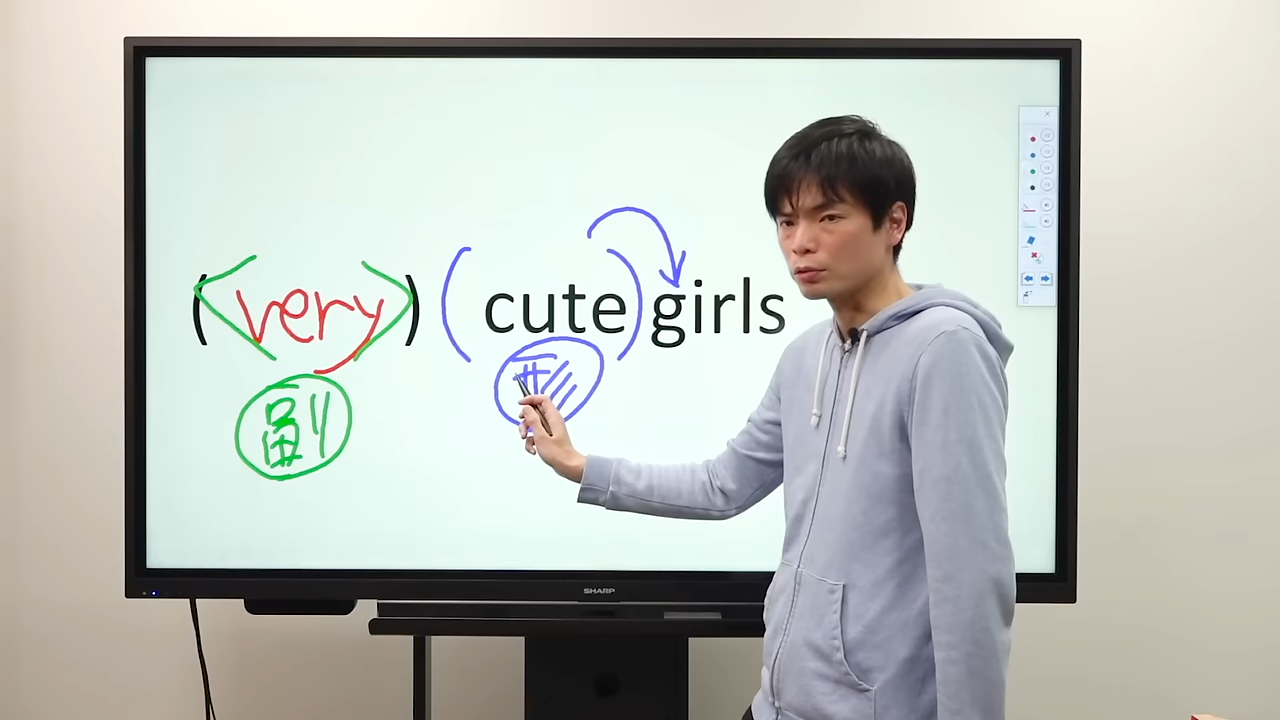 ( very ) ( cute ) girls
副 形
SHARP